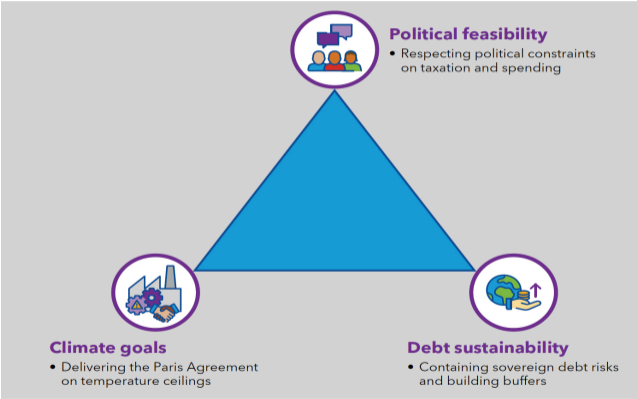 Political feasibility
• Respecting political constraints
on taxation and spending
Climate goals
• Delivering the Paris Agreement
on temperature ceilings
Debt sustainability
• Containing sovereign debt risks
and building buffers